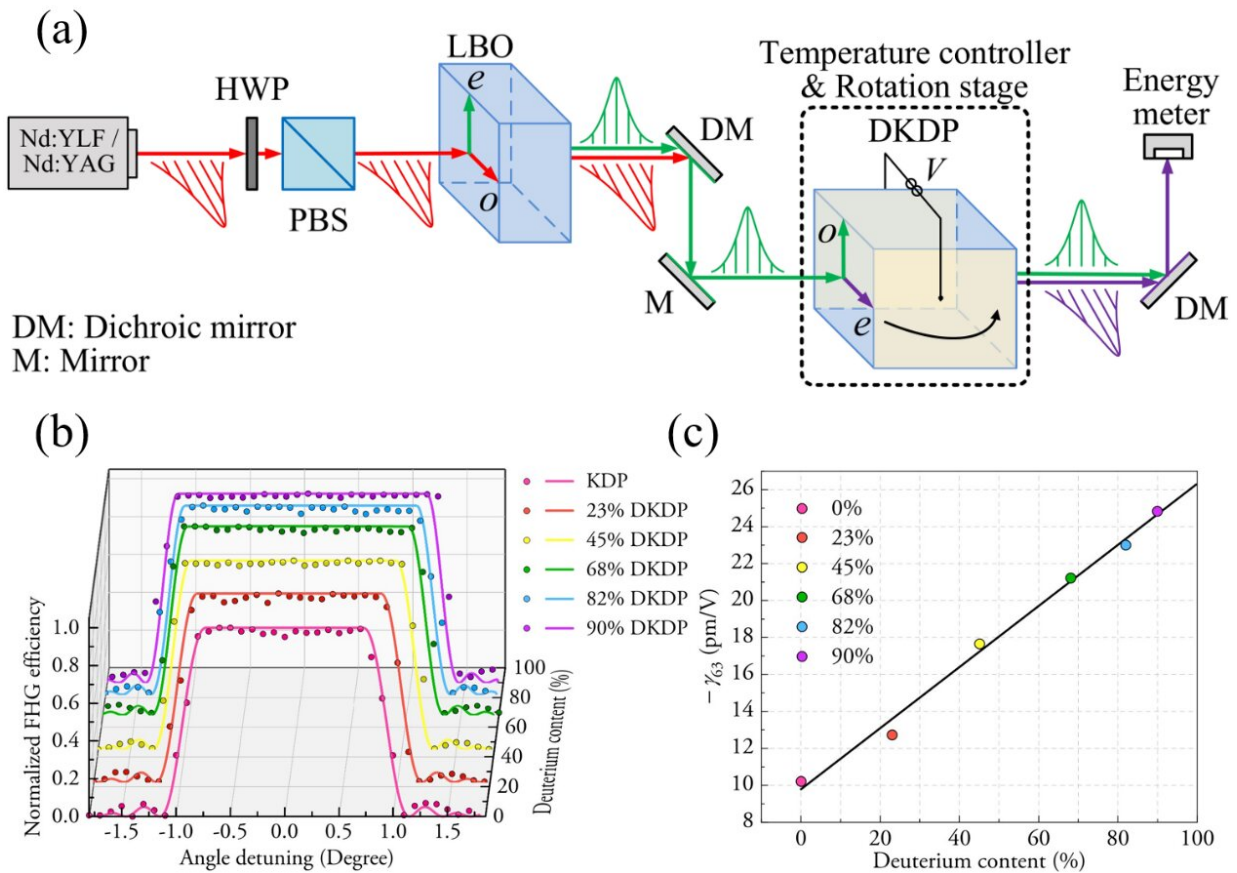 (a)
Nd:YLF /
Nd:YAG
HWP
PBS
LBO
e
o
DM
M
Temperature controller
& Rotation stage
DKDP
V
o
e
Energy
meter
DM
DM: Dichroic mirror
M: Mirror
(b)
Normalized FHG efficiency
1.0
0.8
0.6
0.4
0.2
0.0
-1.5
-1.0
-0.5
0.0
0.5
1.0
1.5
Angle detuning (Degree)
100
80
60
40
20
0
Deuterium content (%)
KDP
23% DKDP
45% DKDP
68% DKDP
82% DKDP
90% DKDP
(c)
− γ63 (pm/V)
26
24
22
20
18
16
14
12
10
8
0%
23%
45%
68%
82%
90%
0
20
40
60
80
100
Deuterium content (%)